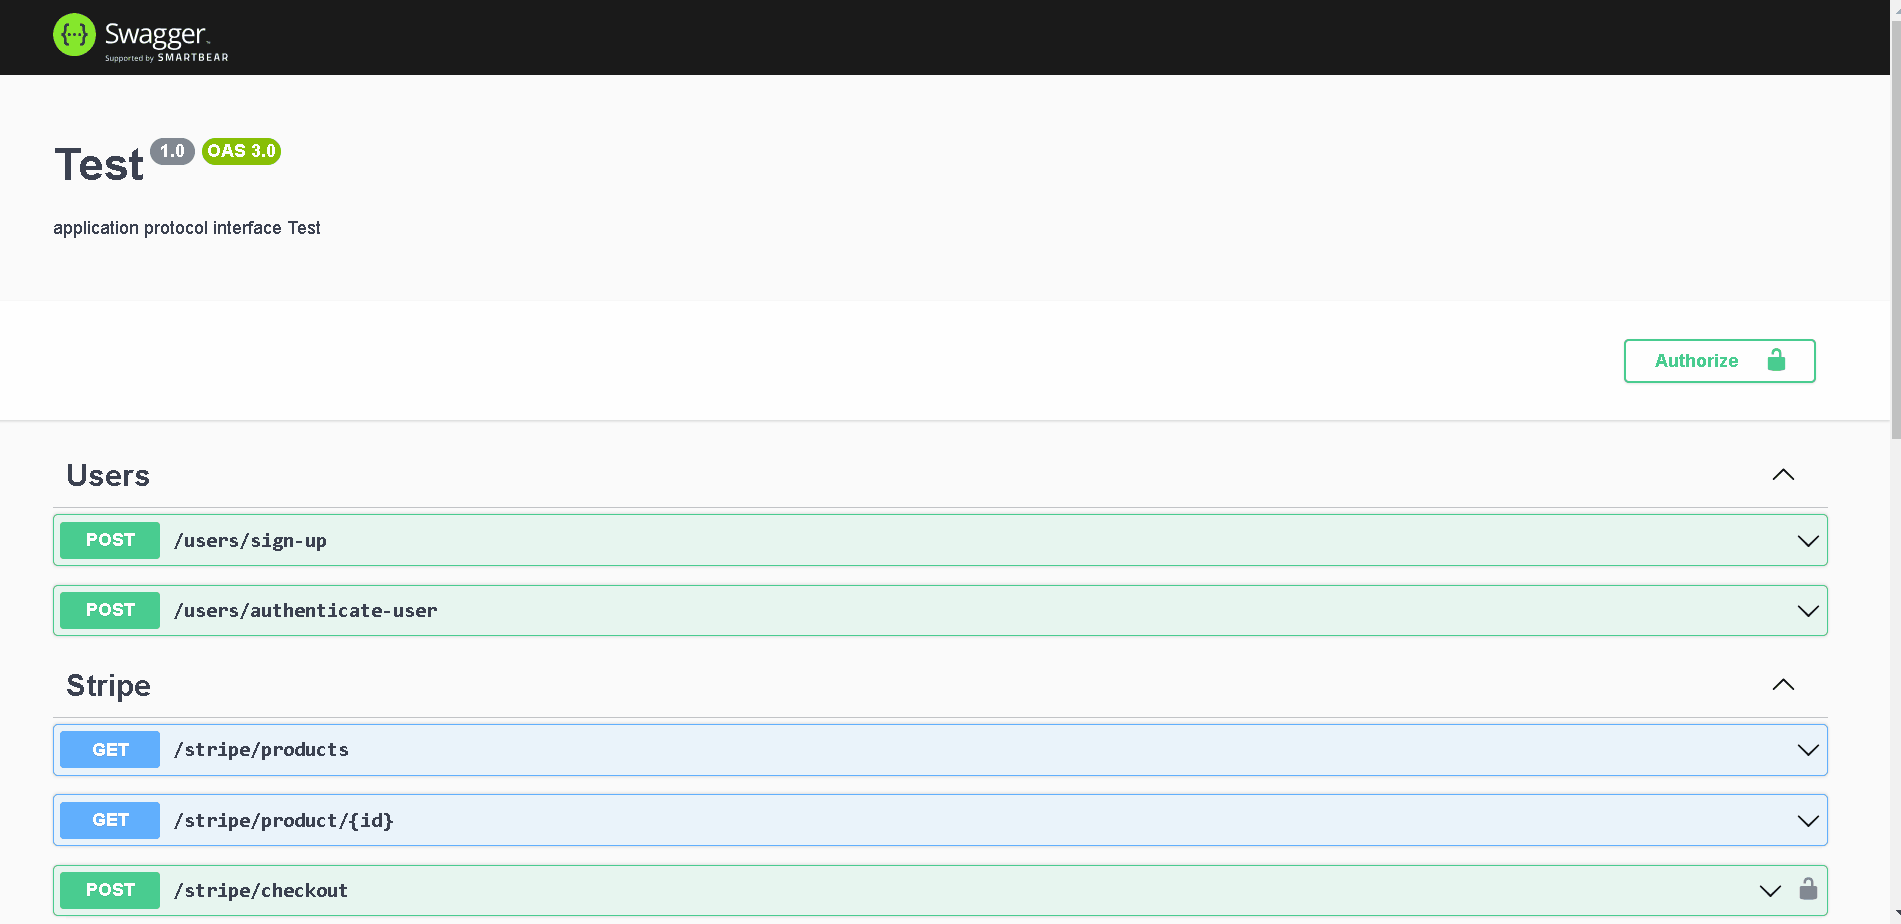 Swagger
Supported by SMARTBEAR
Test 1.0 OAS 3.0
application protocol interface Test
Authorize
Users
POST /users/sign-up
POST /users/authenticate-user
Stripe
GET /stripe/products
GET /stripe/product/{id}
POST /stripe/checkout